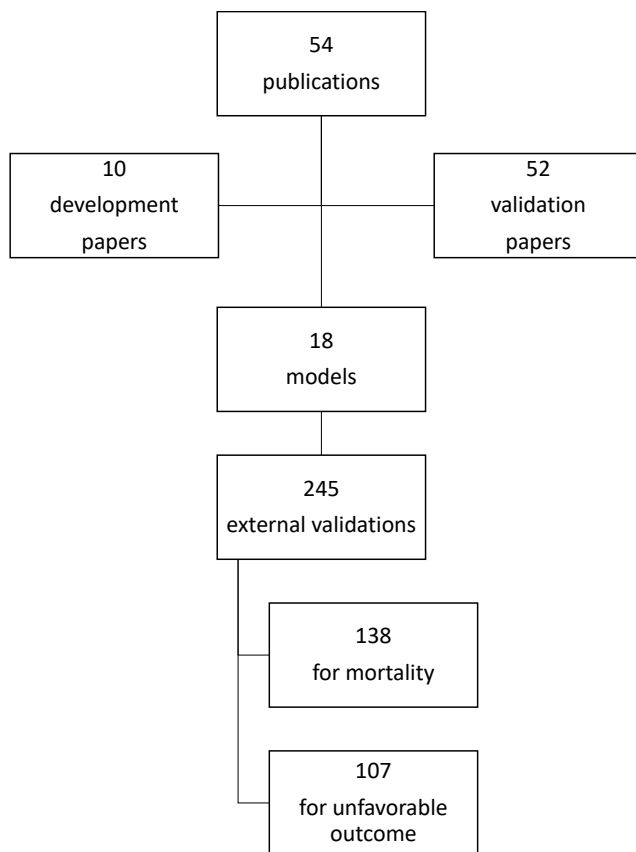 54
publications
10
development
papers
52
validation
papers
18
models
245
external validations
138
for mortality
107
for unfavorable
outcome